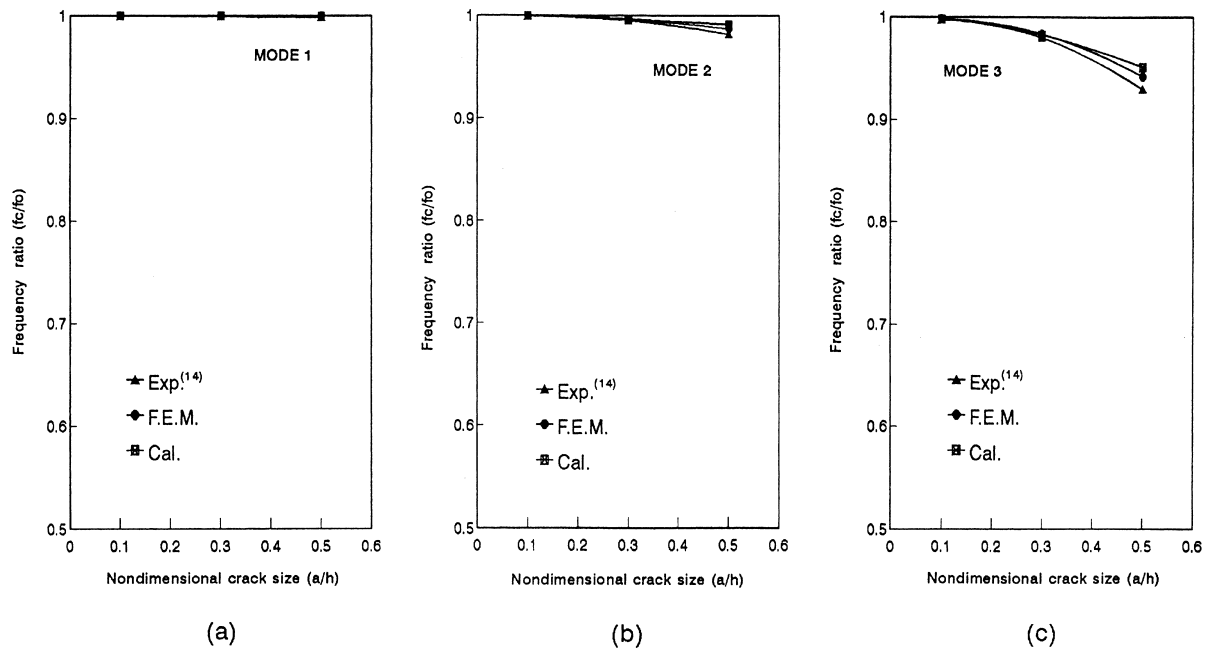 1
0.9
0.8
0.7
0.6
0.5
0
0.1
0.2
0.3
0.4
0.5
0.6
Frequency ratio (fc/fo)
MODE 1
Exp.(14)
F.E.M.
Cal.
Nondimensional crack size (a/h)
(a)
1
0.9
0.8
0.7
0.6
0.5
0
0.1
0.2
0.3
0.4
0.5
0.6
Frequency ratio (fc/fo)
MODE 2
Exp.(14)
F.E.M.
Cal.
Nondimensional crack size (a/h)
(b)
1
0.9
0.8
0.7
0.6
0.5
0
0.1
0.2
0.3
0.4
0.5
0.6
Frequency ratio (fc/fo)
MODE 3
Exp.(14)
F.E.M.
Cal.
Nondimensional crack size (a/h)
(c)